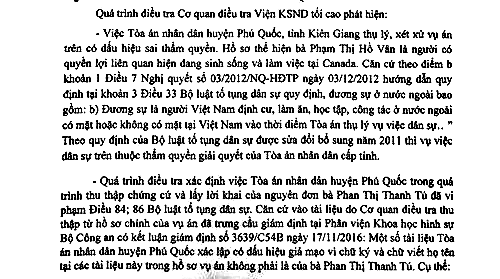 Quá trình điều tra Cơ quan điều tra Viện KSND tối cao phát hiện:
- Việc Tòa án nhân dân huyện Phú Quốc, tỉnh Kiên Giang thụ lý, xét xử vụ án
trên có dấu hiệu sai thẩm quyền. Hồ sơ thể hiện bà Phạm Thị Hồ Vân là người có
quyền lợi liên quan hiện đang sinh sống và làm việc tại Canada. Căn cứ theo điểm b
khoản 1 Điều 7 Nghị quyết số 03/2012/NQ-HĐTP ngày 03/12/2012 hướng dẫn quy
định tại khoản 3 Điều 33 Bộ luật tố tụng dân sự quy định, đương sự ở nước ngoài bao
gồm: b) Đương sự là người Việt Nam định cư, làm ăn, học tập, công tác ở nước ngoài
có mặt hoặc không có mặt tại Việt Nam vào thời điểm Tòa án thụ lý vụ việc dân sự.. "
Theo quy định của Bộ luật tố tụng dân sự được sửa đổi bổ sung năm 2011 thì vụ việc
dân sự trên thuộc thẩm quyền giải quyết của Tòa án nhân dân cấp tỉnh.
- Quá trình điều tra xác định việc Tòa án nhân dân huyện Phú Quốc trong quá
trình thu thập chứng cứ và lấy lời khai của nguyên đơn bà Phan Thị Thanh Tú đã vi
phạm Điều 84; 86 Bộ luật tố tụng dân sự. Căn cứ vào tài liệu do Cơ quan điều tra thu
thập từ hồ sơ chính của vụ án đã trưng cầu giám định tại Phân viện Khoa học hình sự
Bộ Công an có kết luận giám định số 3639/C54B ngày 17/11/2016: Một số tài liệu Tòa
án nhân dân huyện Phú Quốc xác lập có dấu hiệu giả mạo vì chữ ký và chữ viết họ tên
tại các tài liệu này trong hồ sơ vụ án không phải là của bà Phan Thị Thanh Tú. Cụ thể: